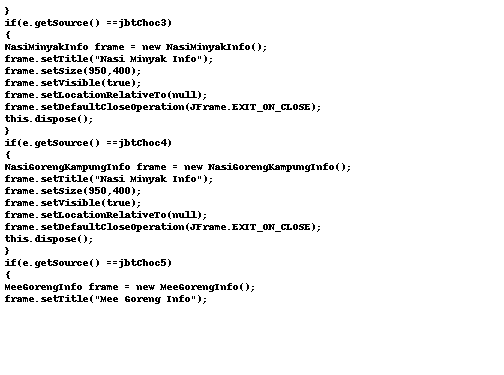 }
if(e.getSource() ==jbtChoc3)
{
NasiMinyakInfo frame = new NasiMinyakInfo();
frame.setTitle("Nasi Minyak Info");
frame.setSize(950,400);
frame.setVisible(true);
frame.setLocationRelativeTo(null);
frame.setDefaultCloseOperation(JFrame.EXIT_ON_CLOSE);
this.dispose();
}
if(e.getSource() ==jbtChoc4)
{
NasiGorengKampungInfo frame = new NasiGorengKampungInfo();
frame.setTitle("Nasi Minyak Info");
frame.setSize(950,400);
frame.setVisible(true);
frame.setLocationRelativeTo(null);
frame.setDefaultCloseOperation(JFrame.EXIT_ON_CLOSE);
this.dispose();
}
if(e.getSource() ==jbtChoc5)
{
MeeGorengInfo frame = new MeeGorengInfo();
frame.setTitle("Mee Goreng Info");